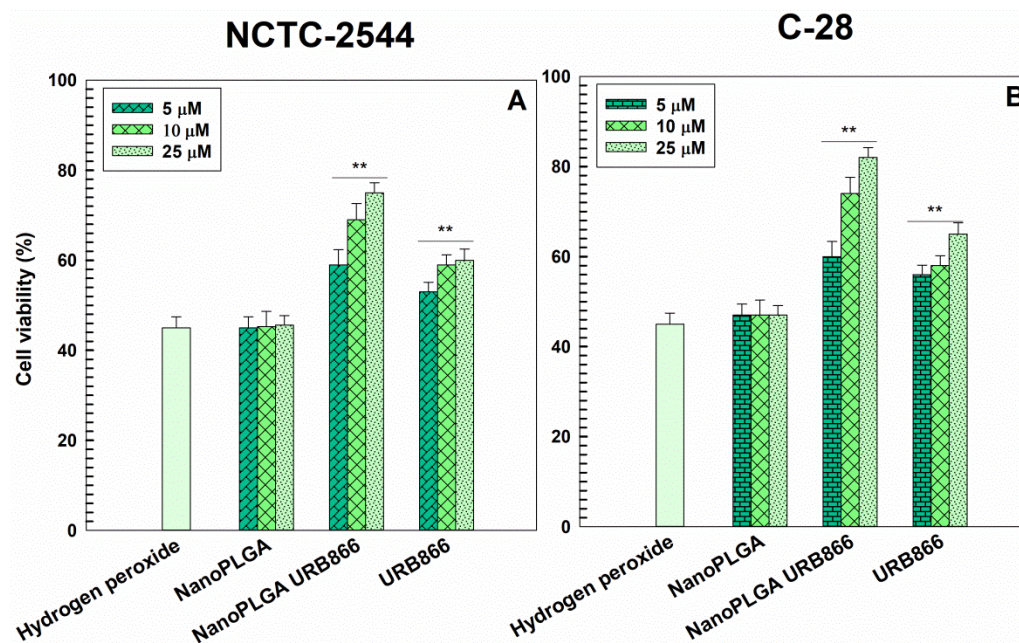 NCTC-2544
C-28
A
5 μM
10 μM
25 μM
**
**
100
80
60
40
20
0
Cell viability (%)
Hydrogen peroxide
NanoPLGA
NanoPLGA URB866
URB866
B
5 μM
10 μM
25 μM
**
**
100
80
60
40
20
0
Hydrogen peroxide
NanoPLGA
NanoPLGA URB866
URB866